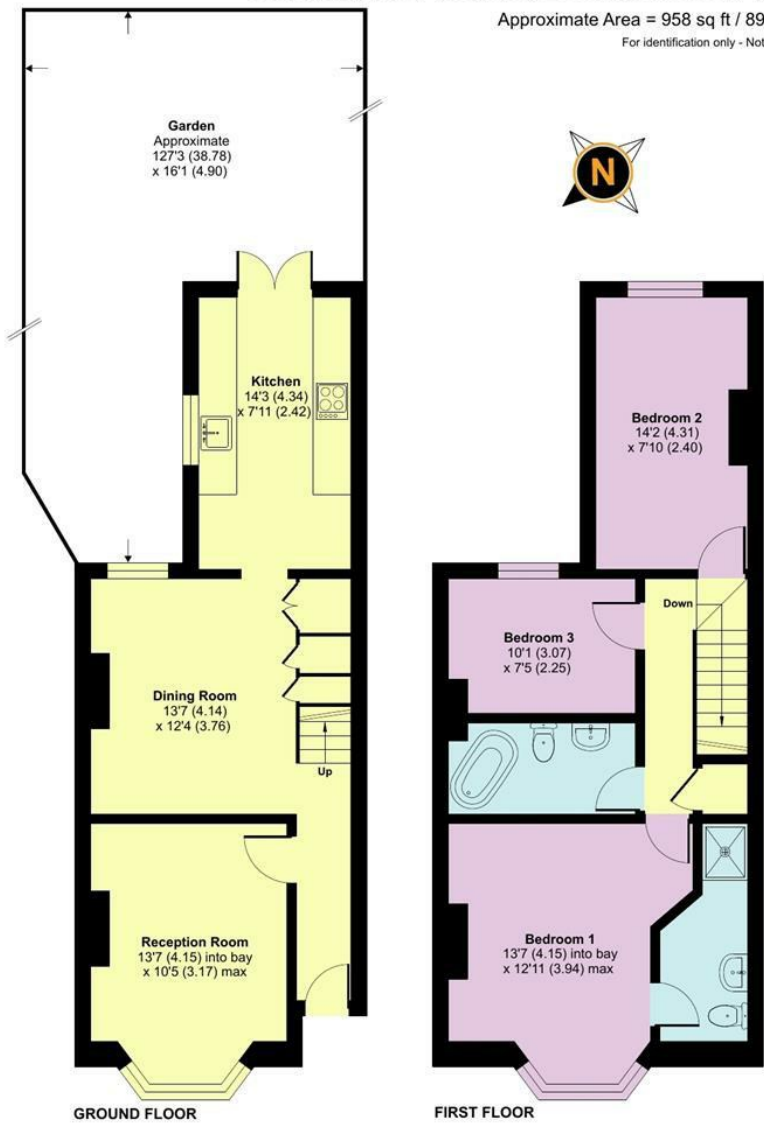 Approximate Area = 958 sq ft / 89
For identification only - Not
Garden
Approximate
127'3 (38.78)
x 16'1 (4.90)
N
Kitchen
14'3 (4.34)
x 7'11 (2.42)
Bedroom 2
14'2 (4.31)
x 7'10 (2.40)
Dining Room
13'7 (4.14)
x 12'4 (3.76)
Up
Bedroom 3
10'1 (3.07)
x 7'5 (2.25)
Down
Reception Room
13'7 (4.15) into bay
x 10'5 (3.17) max
Bedroom 1
13'7 (4.15) into bay
x 12'11 (3.94) max
GROUND FLOOR
FIRST FLOOR